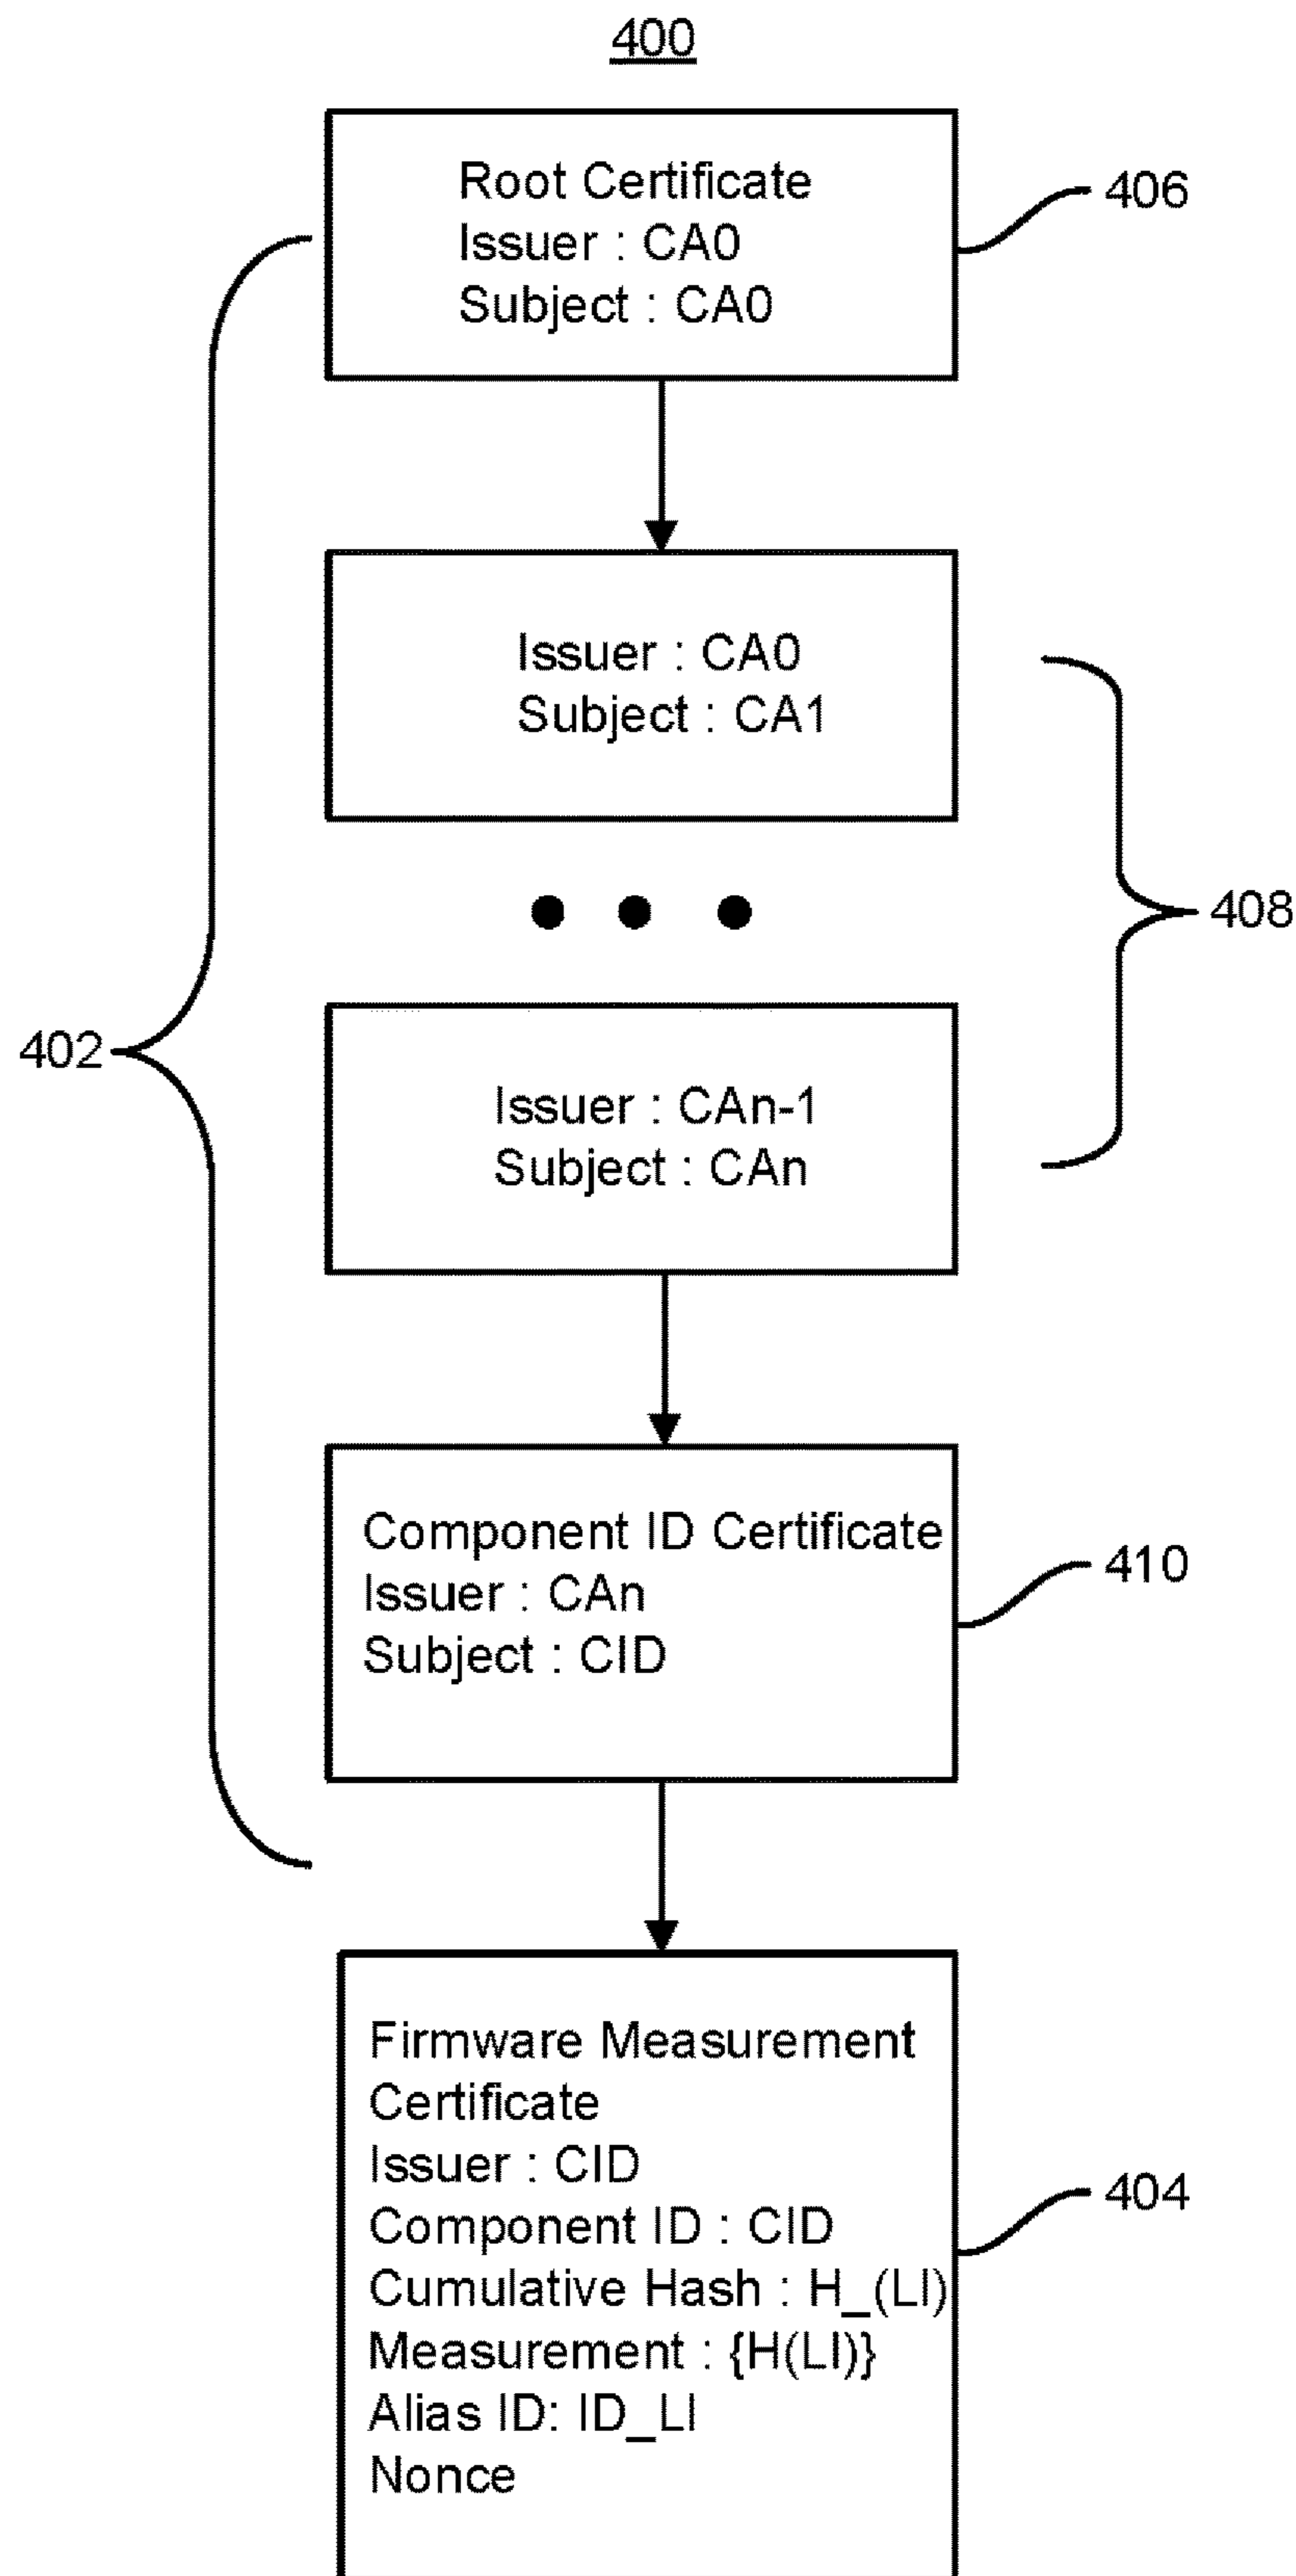 400
Root Certificate
Issuer : CA0
Subject : CA0
406
Issuer : CA0
Subject : CA1
408
402
Issuer : CAn-1
Subject : CAn
Component ID Certificate
Issuer : CAn
Subject : CID
410
Firmware Measurement
Certificate
Issuer : CID
Component ID : CID
Cumulative Hash : H_(LI)
Measurement : {H(LI)}
Alias ID: ID_LI
Nonce
404